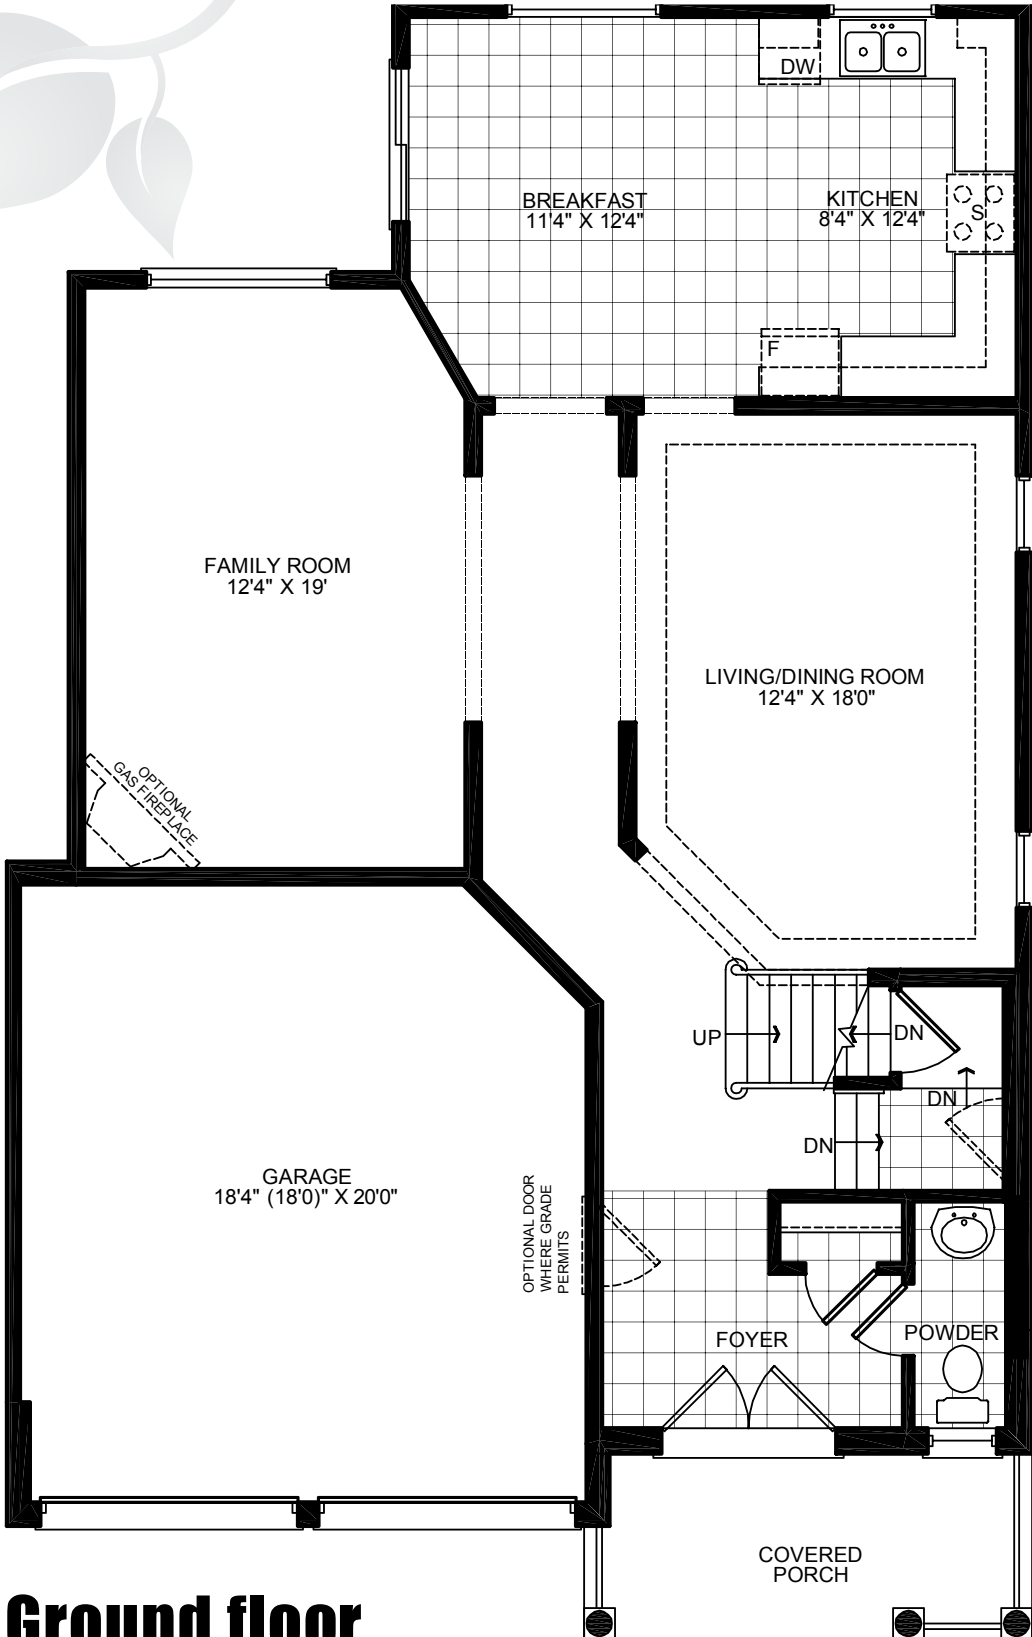 DW
BREAKFAST
11'4" X 12'4"
KITCHEN
8'4" X 12'4"
S
F
FAMILY ROOM
12'4" X 19'
LIVING/DINING ROOM
12'4" X 18'0"
OPTIONAL
GAS FIREPLACE
UP
DN
DN
DN
GARAGE
18'4" (18'0)" X 20'0"
OPTIONAL DOOR
WHERE GRADE
PERMITS
FOYER
POWDER
COVERED
PORCH
Ground floor